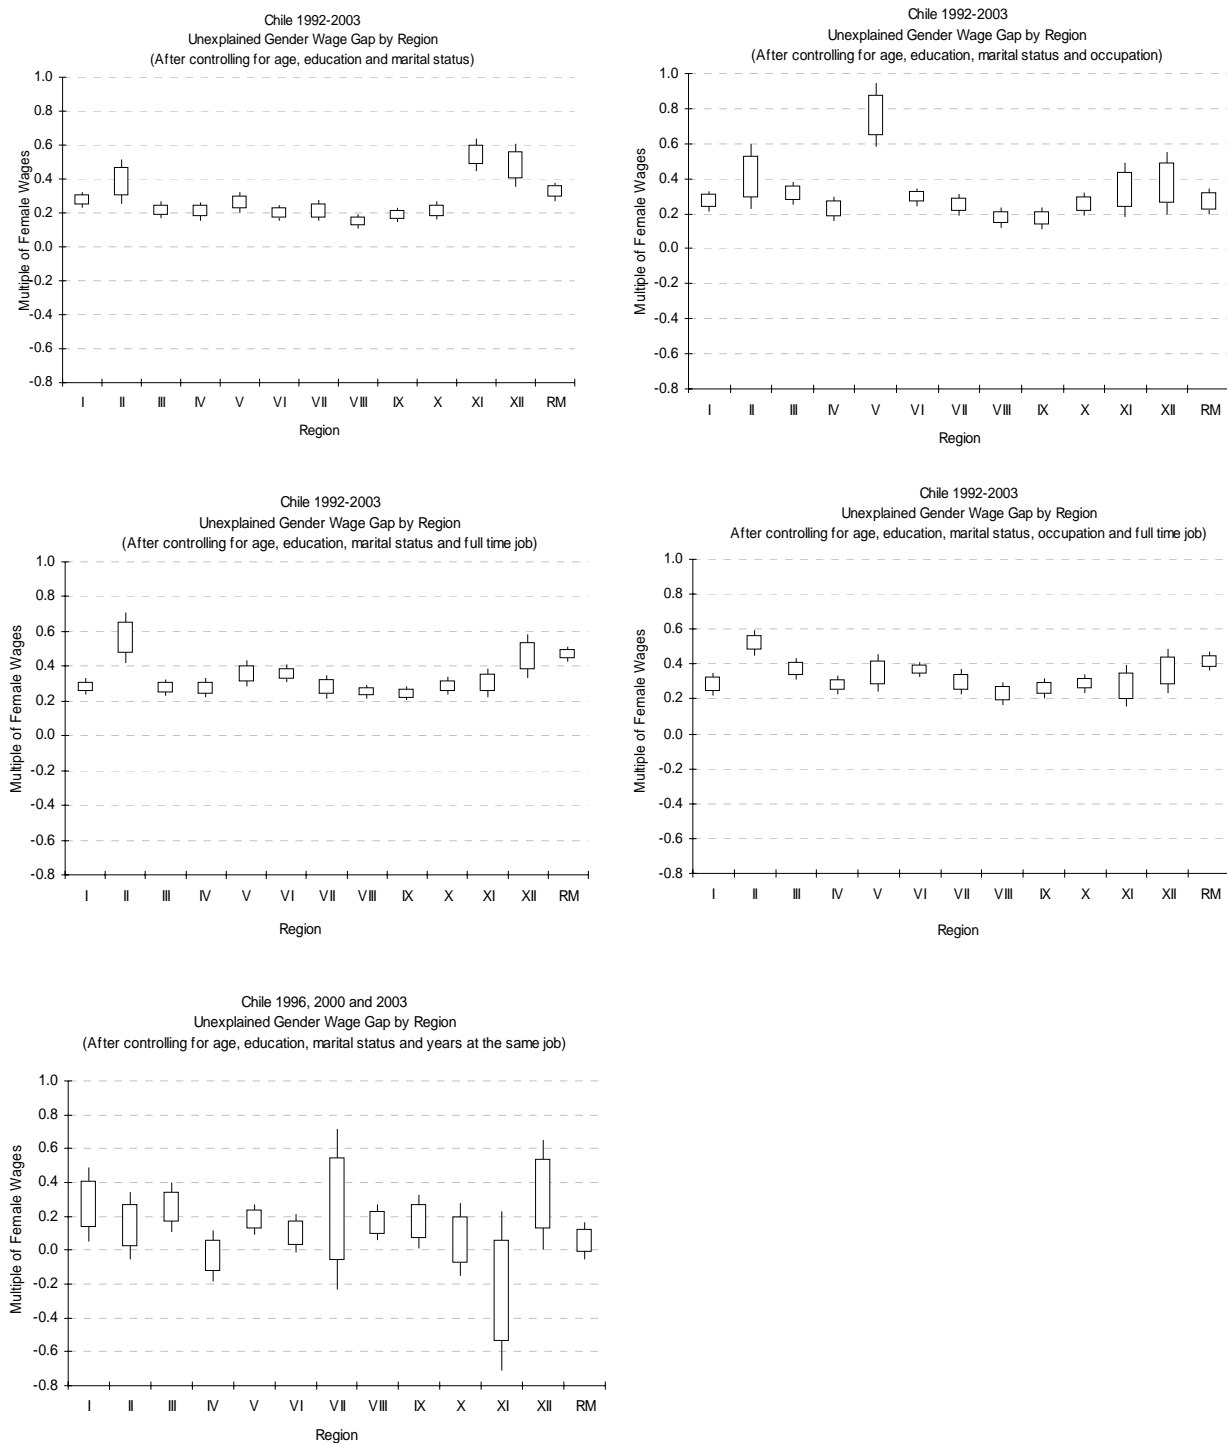 Chile 1992-2003
Unexplained Gender Wage Gap by Region
(After controlling for age, education and marital status)
Multiple of Female Wages
1.0
0.8
0.6
0.4
0.2
0.0
-0.2
-0.4
-0.6
-0.8
I II III IV V VI VII VIII IX X XI XII RM
Region
Chile 1992-2003
Unexplained Gender Wage Gap by Region
(After controlling for age, education, marital status and occupation)
Multiple of Female Wages
1.0
0.8
0.6
0.4
0.2
0.0
-0.2
-0.4
-0.6
-0.8
I II III IV V VI VII VIII IX X XI XII RM
Region
Chile 1992-2003
Unexplained Gender Wage Gap by Region
(After controlling for age, education, marital status and full time job)
Multiple of Female Wages
1.0
0.8
0.6
0.4
0.2
0.0
-0.2
-0.4
-0.6
-0.8
I II III IV V VI VII VIII IX X XI XII RM
Region
Chile 1992-2003
Unexplained Gender Wage Gap by Region
After controlling for age, education, marital status, occupation and full time job)
Multiple of Female Wages
1.0
0.8
0.6
0.4
0.2
0.0
-0.2
-0.4
-0.6
-0.8
I II III IV V VI VII VIII IX X XI XII RM
Region
Chile 1996, 2000 and 2003
Unexplained Gender Wage Gap by Region
(After controlling for age, education, marital status and years at the same job)
Multiple of Female Wages
1.0
0.8
0.6
0.4
0.2
0.0
-0.2
-0.4
-0.6
-0.8
I II III IV V VI VII VIII IX X XI XII RM
Region